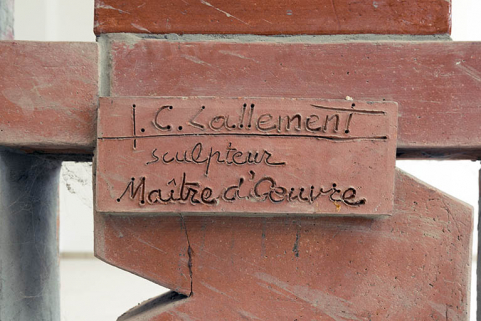 J. C. Lallement
sculpteur
Maître d'Oeuvre